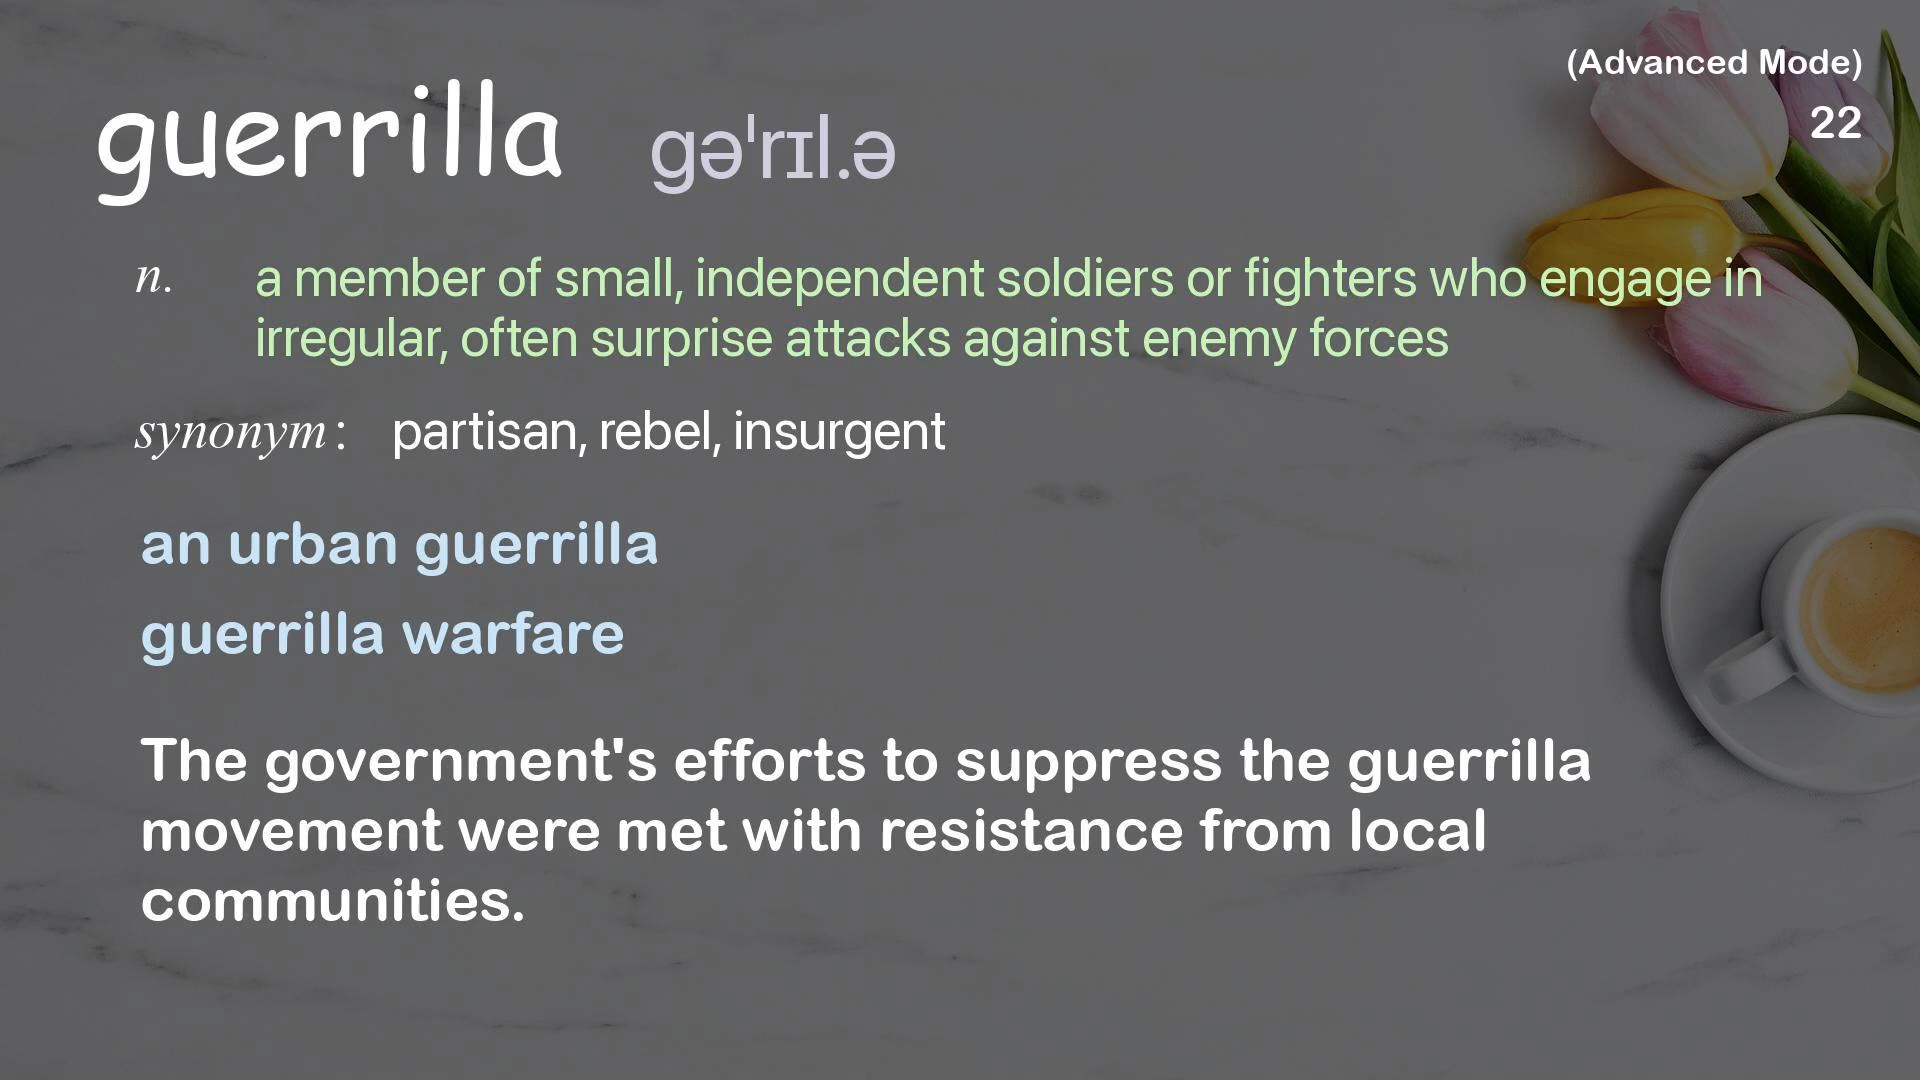 (Advanced Mode)
22
guerrilla gəˈrɪl.ə
n. a member of small, independent soldiers or fighters who engage in
irregular, often surprise attacks against enemy forces
synonym: partisan, rebel, insurgent
an urban guerrilla
guerrilla warfare
The government's efforts to suppress the guerrilla
movement were met with resistance from local
communities.